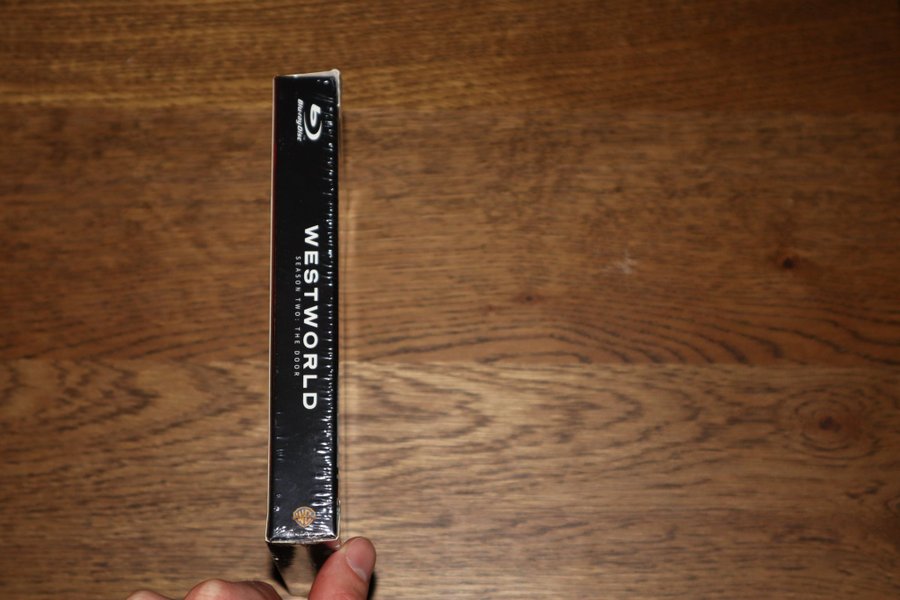 Blu-ray Disc
WESTWORLD
SEASON TWO: THE DOOR